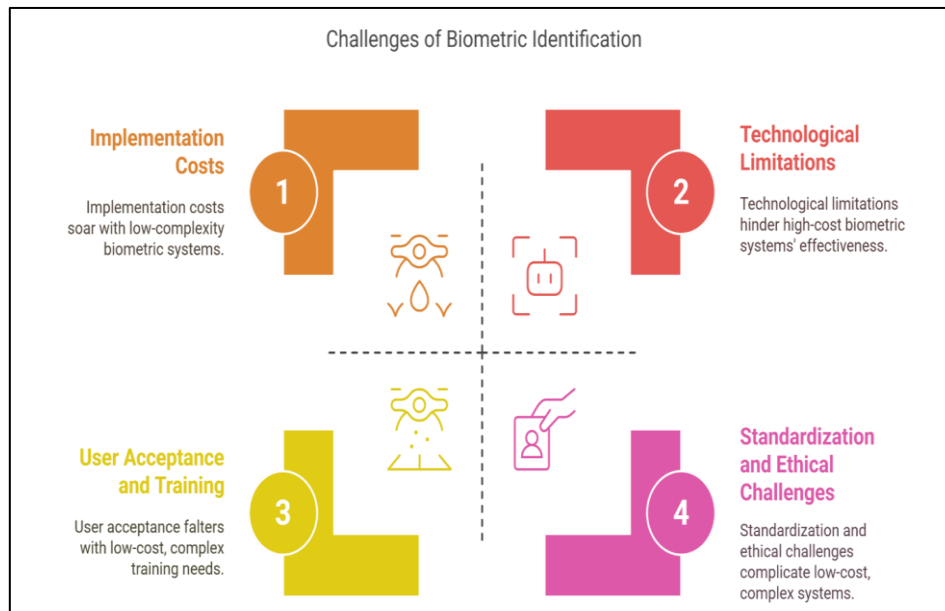 Challenges of Biometric Identification
Implementation
Costs
1
Implementation costs
soar with low-complexity
biometric systems.
2
Technological
Limitations
Technological limitations
hinder high-cost biometric
systems' effectiveness.
User Acceptance
and Training
3
User acceptance falters
with low-cost, complex
training needs.
4
Standardization
and Ethical
Challenges
Standardization and
ethical challenges
complicate low-cost,
complex systems.